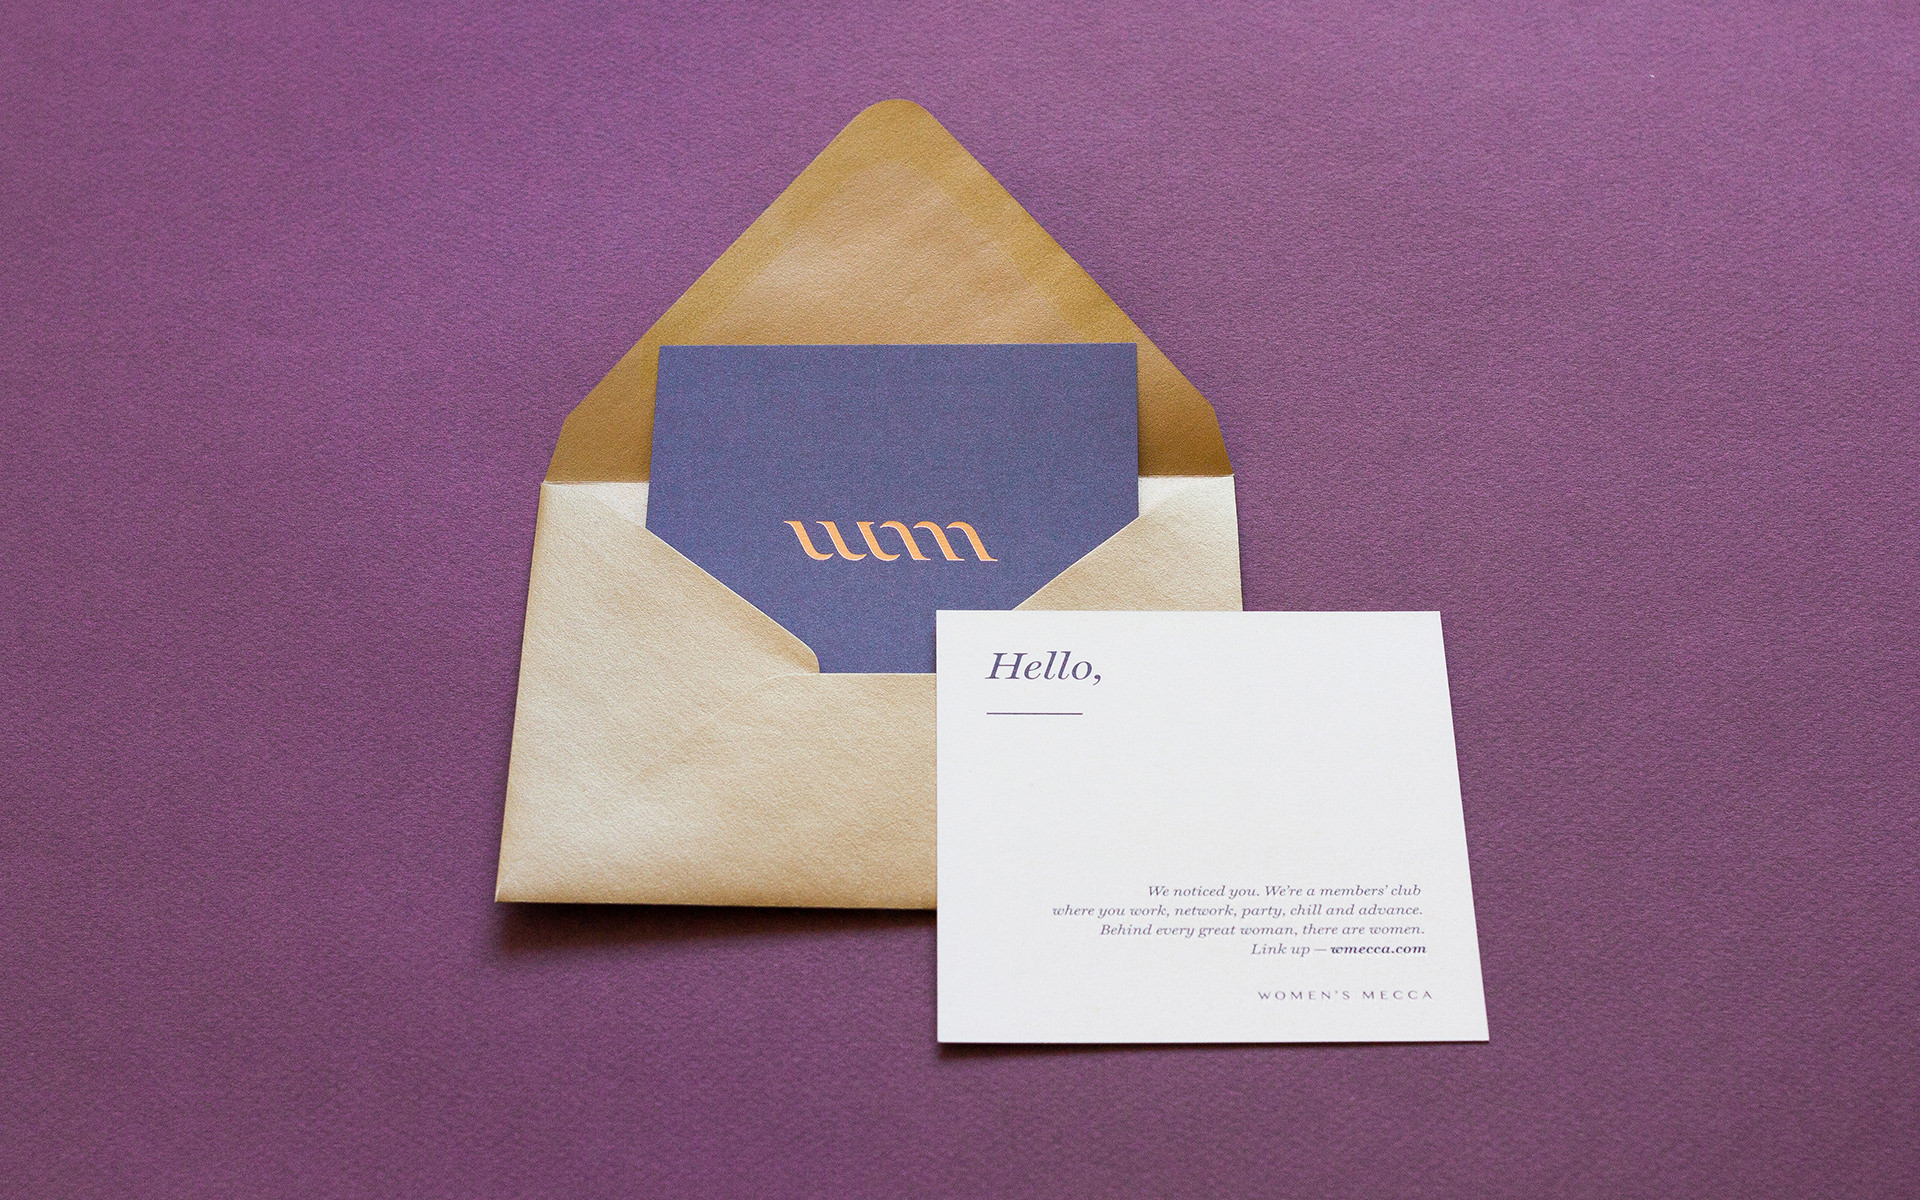 wm
Hello,
We noticed you. We're a members' club
where you work, network, party, chill and advance.
Behind every great woman, there are women.
Link up — wmecca.com
WOMEN'S MECCA